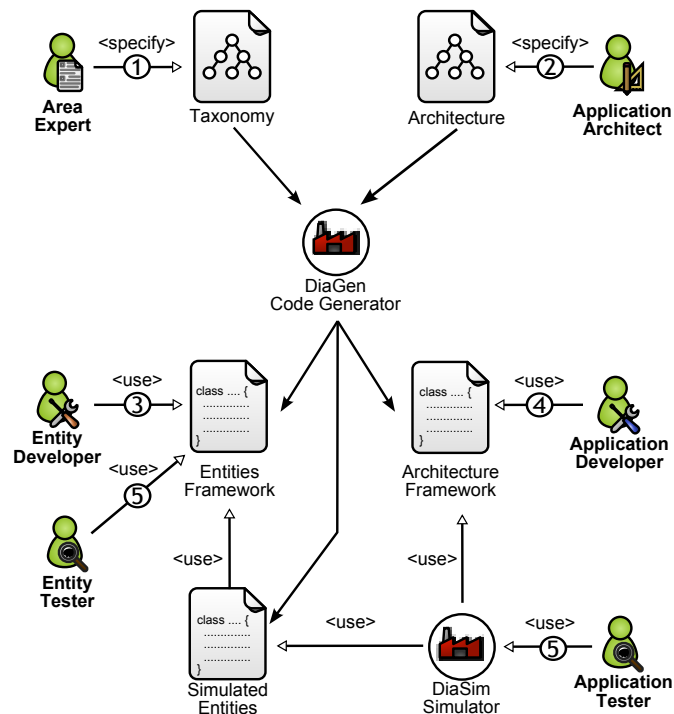 <specify>
1
Area
Expert
Taxonomy
Architecture
<specify>
2
Application
Architect
DiaGen
Code Generator
<use>
3
Entity
Developer
class .... {
..............
..............
..............
}
Entities
Framework
class .... {
..............
..............
..............
}
Architecture
Framework
<use>
4
Application
Developer
<use>
5
Entity
Tester
<use>
<use>
class .... {
..............
..............
..............
}
Simulated
Entities
<use>
DiaSim
Simulator
<use>
5
Application
Tester